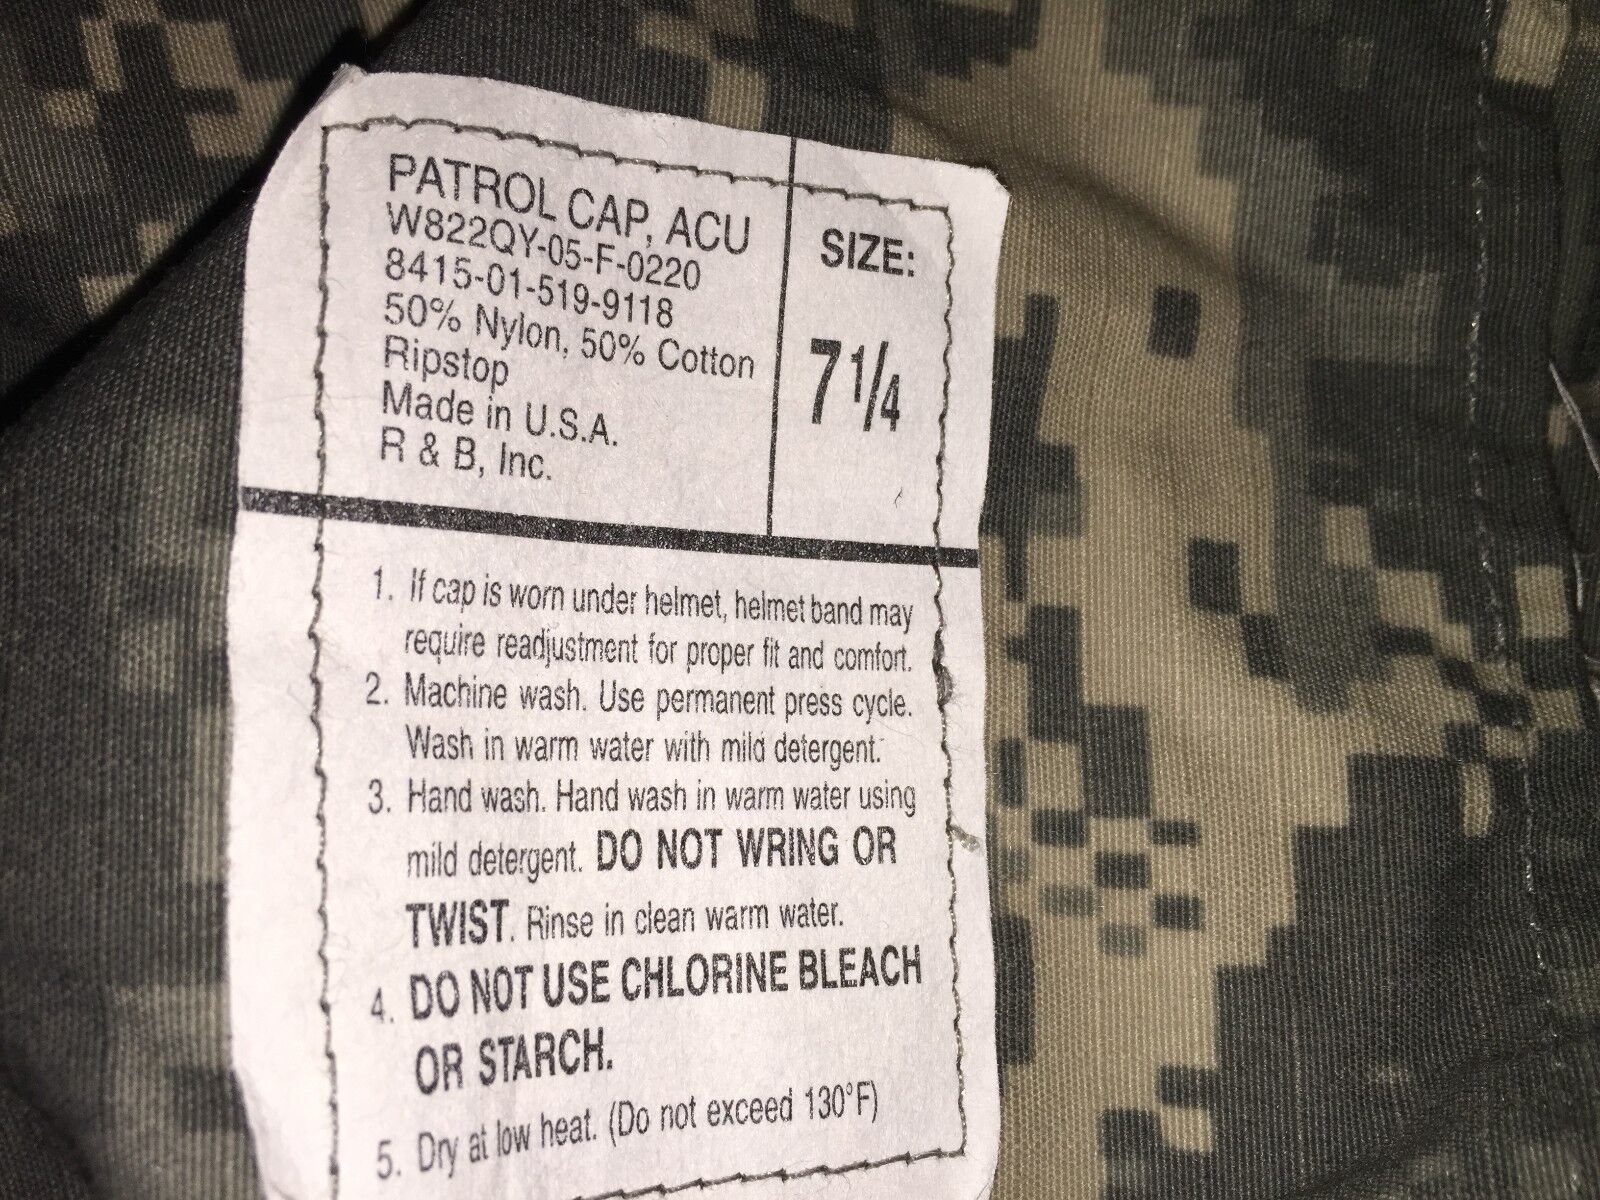 PATROL CAP, ACU
W822QY-05-F-0220
8415-01-519-9118
50% Nylon, 50% Cotton
Ripstop
Made in U.S.A.
R & B, Inc.
SIZE:
7 1/4
1. If cap is worn under helmet, helmet band may
require readjustment for proper fit and comfort.
2. Machine wash. Use permanent press cycle.
Wash in warm water with mild detergent.
3. Hand wash. Hand wash in warm water using
mild detergent. DO NOT WRING OR
TWIST. Rinse in clean warm water.
4. DO NOT USE CHLORINE BLEACH
OR STARCH.
5. Dry at low heat. (Do not exceed 130°F)